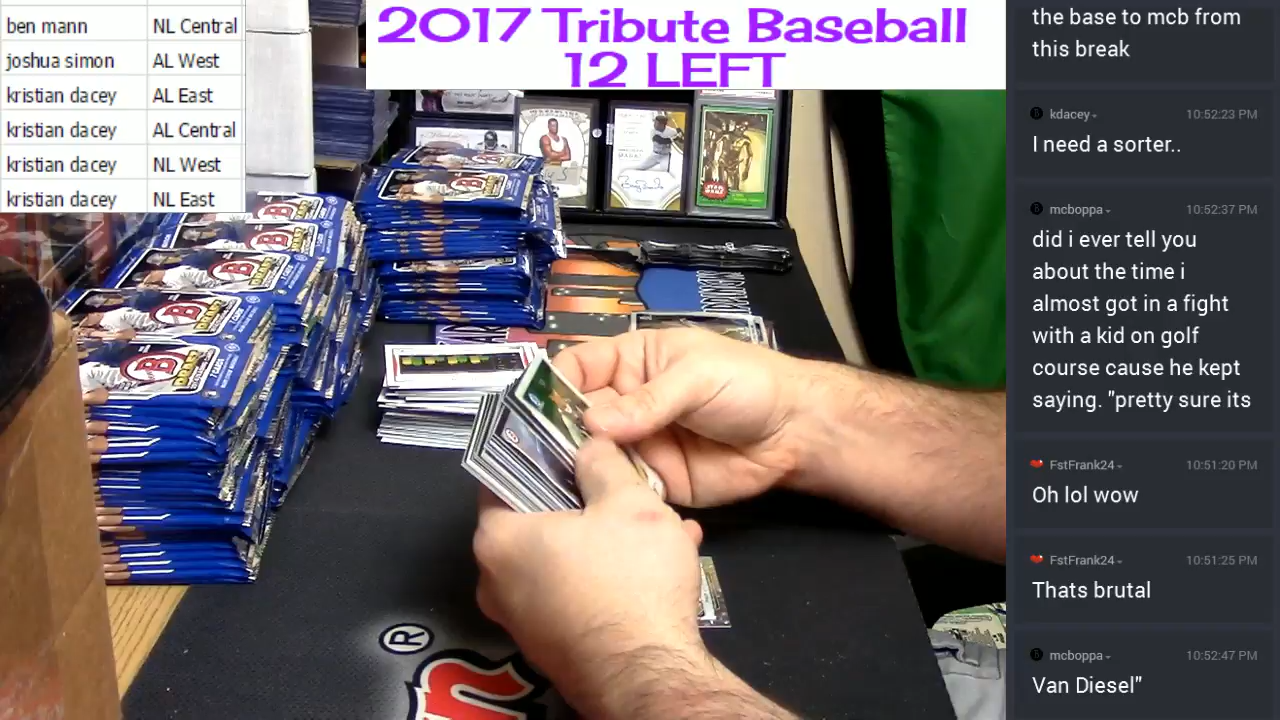 ben mann NL Central
joshua simon AL West
kristian dacey AL East
kristian dacey AL Central
kristian dacey NL West
kristian dacey NL East
2017 Tribute Baseball
12 LEFT
the base to mcb from
this break
kdacey 10:52:23 PM
I need a sorter..
mcboppa 10:52:37 PM
did i ever tell you
about the time i
almost got in a fight
with a kid on golf
course cause he kept
saying. "pretty sure its
FstFrank24 10:51:20 PM
Oh lol wow
FstFrank24 10:51:25 PM
Thats brutal
mcboppa 10:52:47 PM
Van Diesel"
STAR
WARS
B
DRAFT
B
DRAFT
®